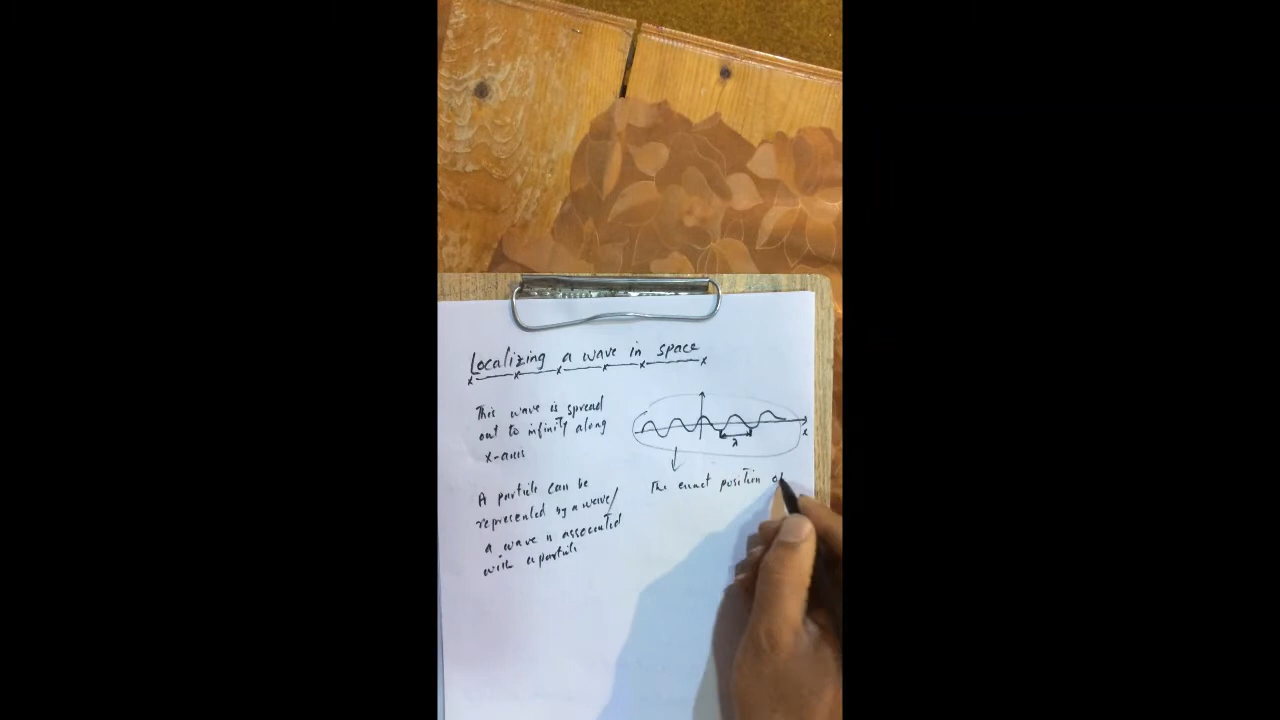 Localizing a wave in space
This wave is spread
out to infinity along
x-axis
λ
x
The exact position of
A particle can be
represented by a wave/
a wave is associated
with a particle